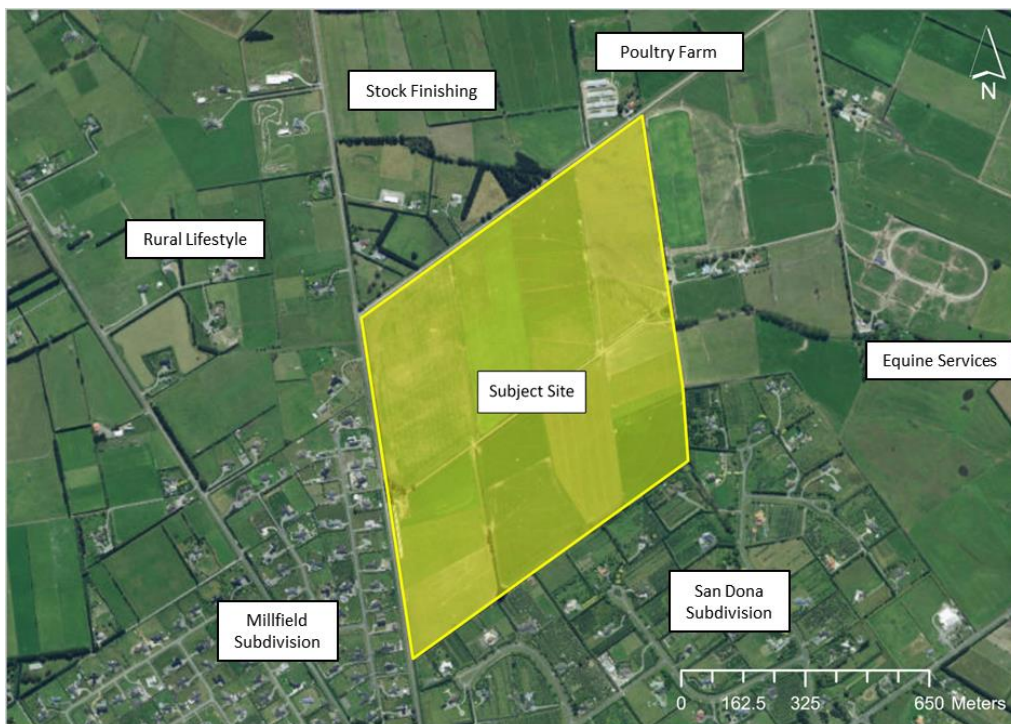 Poultry Farm
N
Stock Finishing
Rural Lifestyle
Equine Services
Subject Site
San Dona
Subdivision
Millfield
Subdivision
0 162.5 325 650 Meters